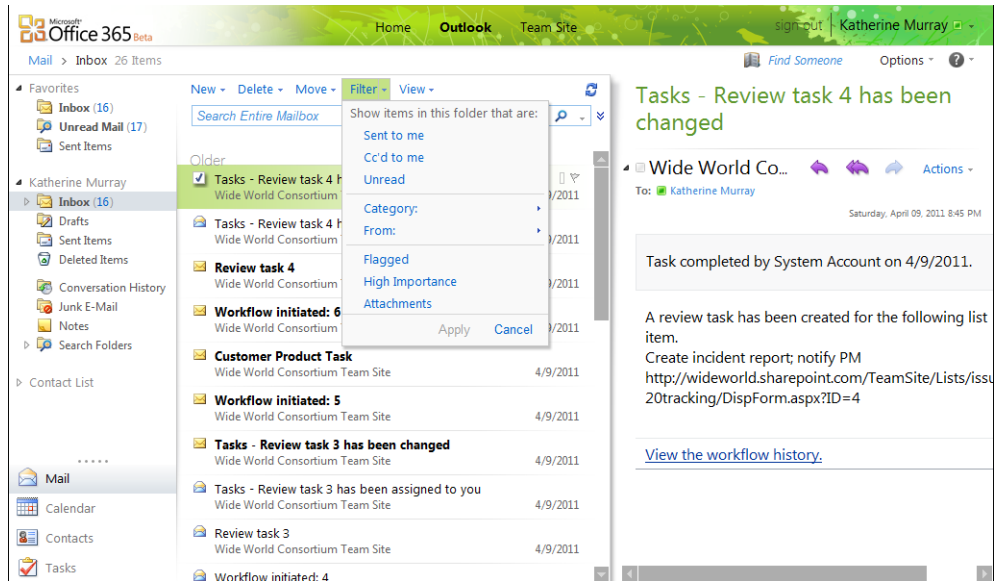 Microsoft®
Office 365 Beta
Home Outlook Team Site
sign out Katherine Murray
Mail > Inbox 26 Items
Find Someone Options
Favorites
Inbox (16)
Unread Mail (17)
Sent Items
Katherine Murray
Inbox (16)
Drafts
Sent Items
Deleted Items
Conversation History
Junk E-Mail
Notes
Search Folders
Contact List
Mail
Calendar
Contacts
Tasks
New Delete Move Filter View
Search Entire Mailbox
Show items in this folder that are:
Sent to me
Cc'd to me
Unread
Category:
From:
Flagged
High Importance
Attachments
Apply Cancel
Older
Tasks - Review task 4 h
Wide World Consortium /9/2011
Tasks - Review task 4 h
Wide World Consortium /9/2011
Review task 4
Wide World Consortium /9/2011
Workflow initiated: 6
Wide World Consortium T /9/2011
Customer Product Task
Wide World Consortium Team Site 4/9/2011
Workflow initiated: 5
Wide World Consortium Team Site 4/9/2011
Tasks - Review task 3 has been changed
Wide World Consortium Team Site 4/9/2011
Tasks - Review task 3 has been assigned to you
Wide World Consortium Team Site 4/9/2011
Review task 3
Wide World Consortium Team Site 4/9/2011
Workflow initiated: 4
Tasks - Review task 4 has been
changed
Wide World Co...
Actions
To: Katherine Murray
Saturday, April 09, 2011 8:45 PM
Task completed by System Account on 4/9/2011.
A review task has been created for the following list
item.
Create incident report; notify PM
http://wideworld.sharepoint.com/TeamSite/Lists/issu
20tracking/DispForm.aspx?ID=4
View the workflow history.